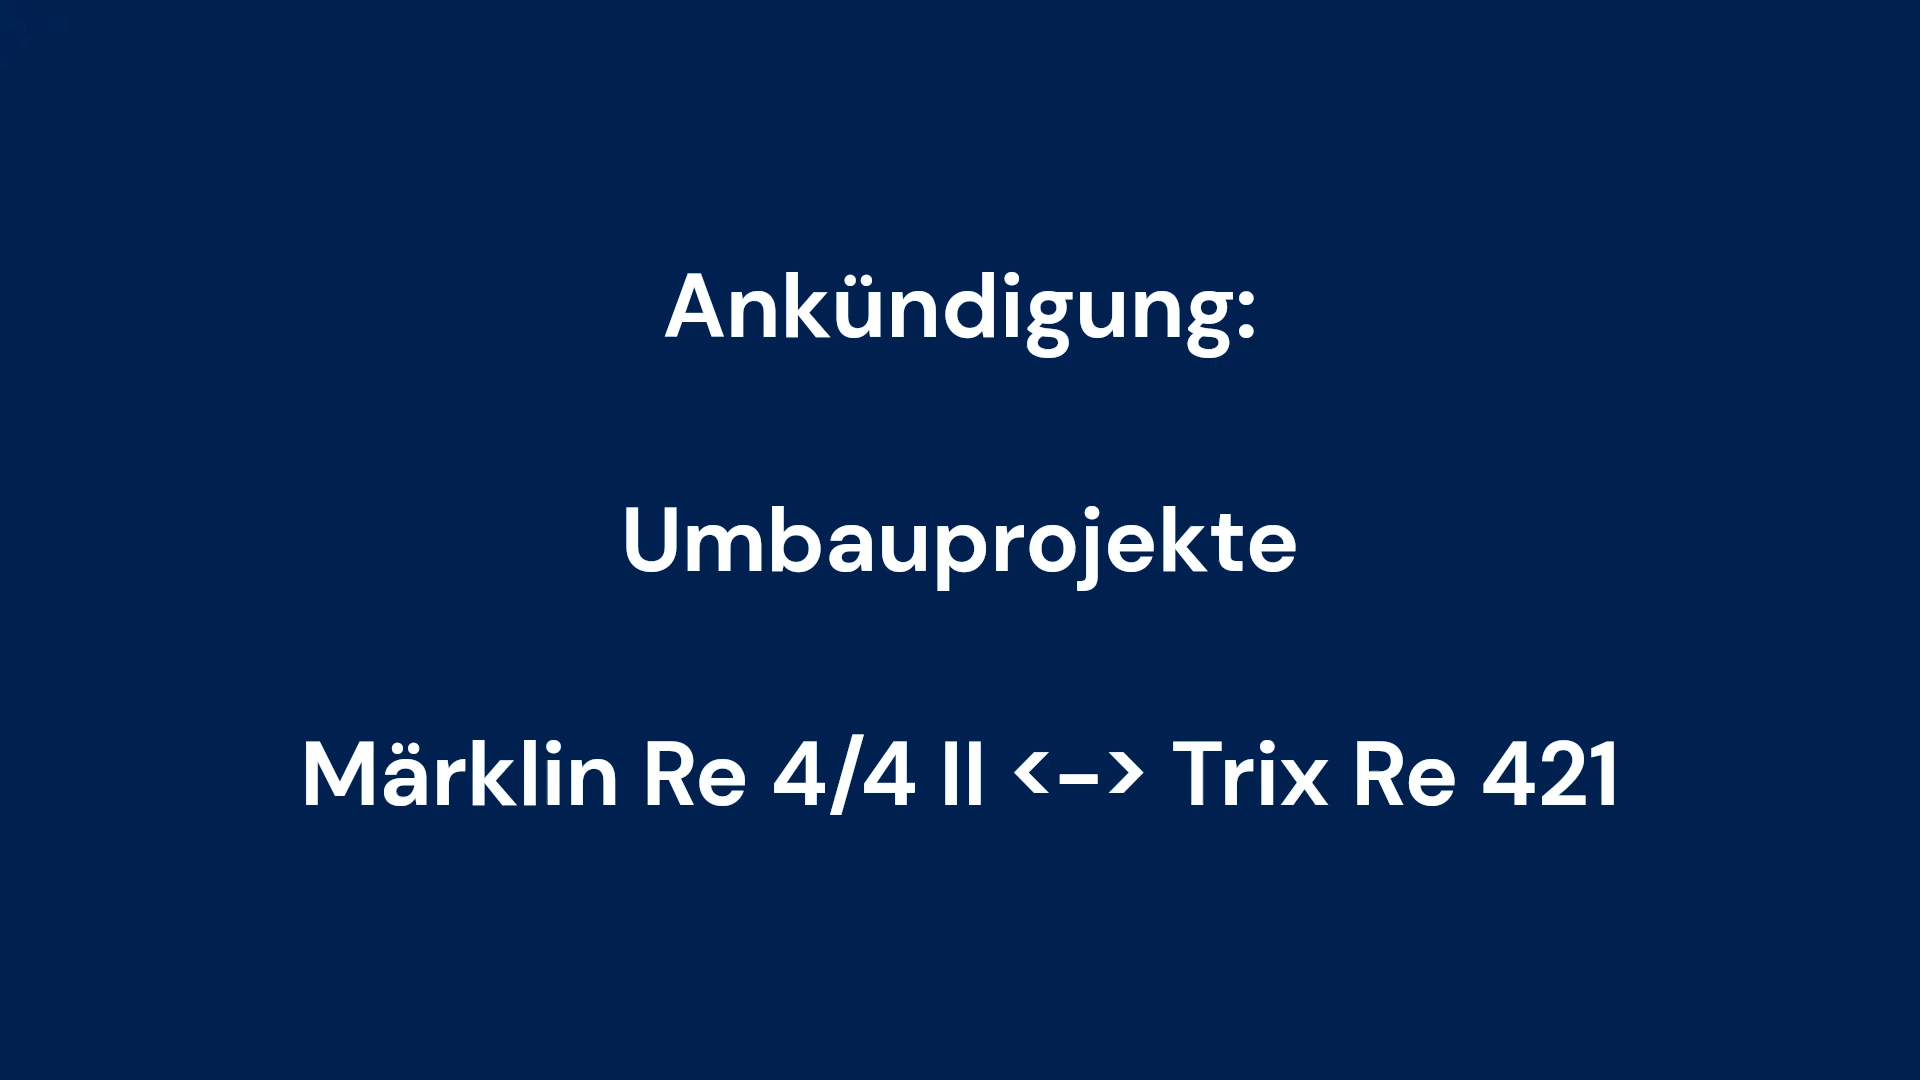 Ankündigung:
Umbauprojekte
Märklin Re 4/4 II <-> Trix Re 421